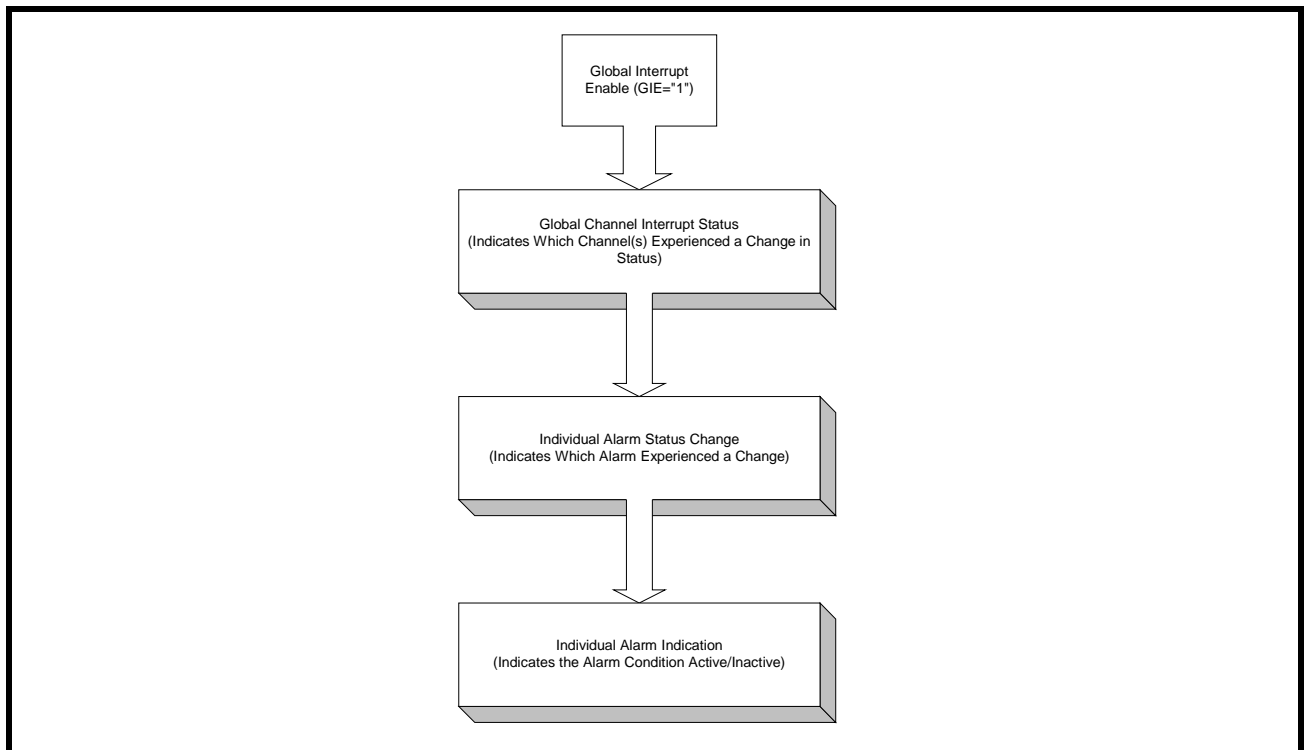 Global Interrupt
Enable (GIE="1")
Global Channel Interrupt Status
(Indicates Which Channel(s) Experienced a Change in
Status)
Individual Alarm Status Change
(Indicates Which Alarm Experienced a Change)
Individual Alarm Indication
(Indicates the Alarm Condition Active/Inactive)